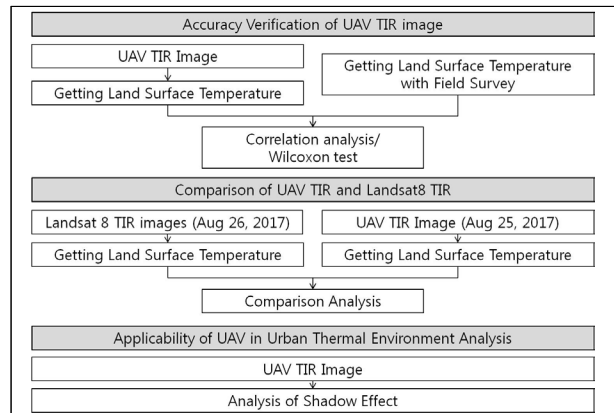 Accuracy Verification of UAV TIR image
UAV TIR Image
Getting Land Surface Temperature
Getting Land Surface Temperature
with Field Survey
Correlation analysis/
Wilcoxon test
Comparison of UAV TIR and Landsat8 TIR
Landsat 8 TIR images (Aug 26, 2017)
UAV TIR Image (Aug 25, 2017)
Getting Land Surface Temperature
Getting Land Surface Temperature
Comparison Analysis
Applicability of UAV in Urban Thermal Environment Analysis
UAV TIR Image
Analysis of Shadow Effect